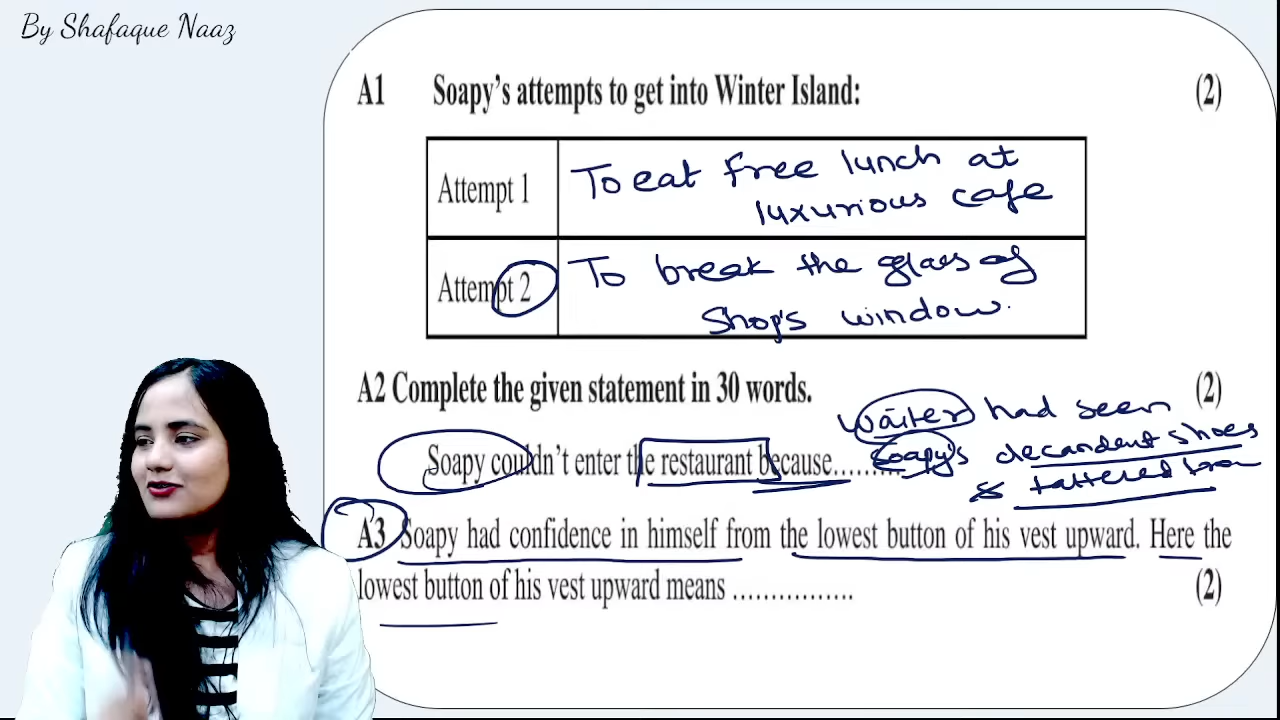 By Shafaque Naaz
A1 Soapy's attempts to get into Winter Island: (2)
Attempt 1 To eat free lunch at
luxurious cafe
Attempt 2 To break the glass of
Shop's window.
A2 Complete the given statement in 30 words. (2)
Waiter had seen
Soapy couldn't enter the restaurant because......... Soapy's decandent shoes
& tattered
A3 Soapy had confidence in himself from the lowest button of his vest upward. Here the
lowest button of his vest upward means ................ (2)